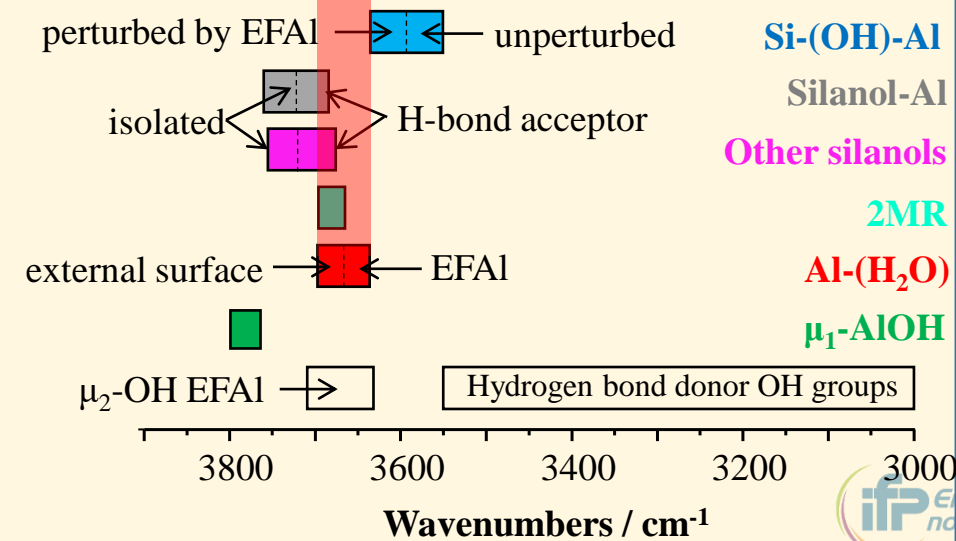 perturbed by EFAl
unperturbed
Si-(OH)-Al
Silanol-Al
isolated
H-bond acceptor
Other silanols
2MR
external surface
EFAl
Al-(H₂O)
µ₁-AlOH
µ₂-OH EFAl
Hydrogen bond donor OH groups
3800 3600 3400 3200 3000
Wavenumbers / cm⁻¹
ifp